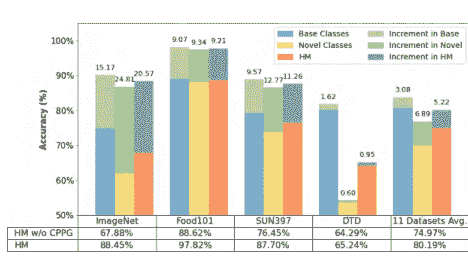 Base Classes Increment in Base
Novel Classes Increment in Novel
HM Increment in HM
Accuracy (%)
100%
90%
80%
70%
60%
50%
15.17 24.81 20.57
9.07 9.34 9.21
9.57 12.77 11.26
1.62 0.60 0.95
3.08 6.89 5.22
ImageNet Food101 SUN397 DTD 11 Datasets Avg.
HM w/o CPPG 67.88% 88.62% 76.45% 64.29% 74.97%
HM 88.45% 97.82% 87.70% 65.24% 80.19%